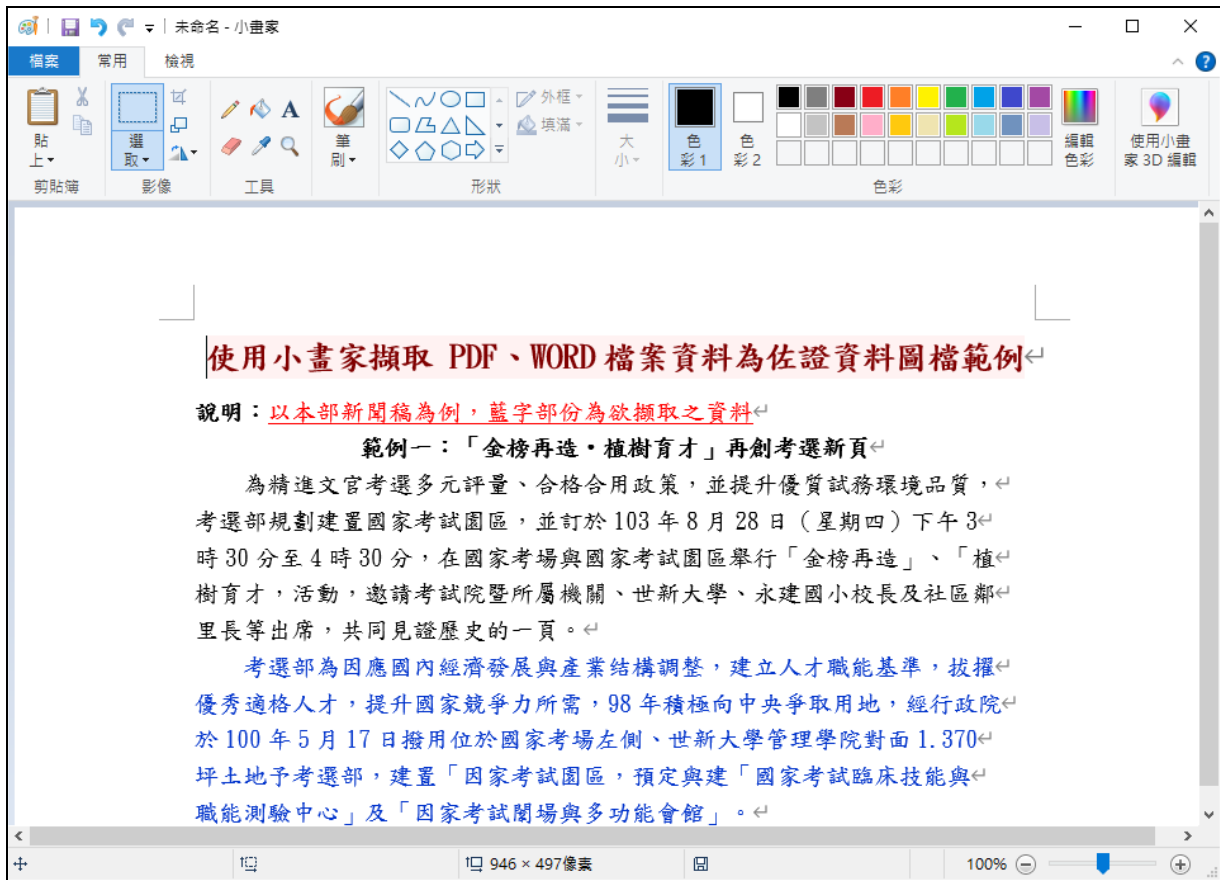 未命名 - 小畫家
檔案 常用 檢視
貼上 選取 筆刷 外框 填滿 大小 色彩 1 色彩 2 編輯色彩 使用小畫家 3D 編輯
剪貼簿 影像 工具 形狀 色彩
使用小畫家擷取 PDF、WORD 檔案資料為佐證資料圖檔範例
說明：以本部新聞稿為例，藍字部份為欲擷取之資料
範例一：「金榜再造‧植樹育才」再創考選新頁
為精進文官考選多元評量、合格合用政策，並提升優質試務環境品質，
考選部規劃建置國家考試園區，並訂於 103 年 8 月 28 日（星期四）下午 3
時 30 分至 4 時 30 分，在國家考場與國家考試園區舉行「金榜再造」、「植
樹育才，活動，邀請考試院暨所屬機關、世新大學、永建國小校長及社區鄰
里長等出席，共同見證歷史的一頁。
考選部為因應國內經濟發展與產業结構調整，建立人才職能基準，拔擢
優秀適格人才，提升國家競爭力所需，98 年積極向中央爭取用地，經行政院
於 100 年 5 月 17 日撥用位於國家考場左側、世新大學管理學院對面 1.370
坪土地予考選部，建置「因家考試園區，預定與建「國家考試臨床技能與
職能測驗中心」及「因家考試闈場與多功能會館」。
946 × 497像素 100%